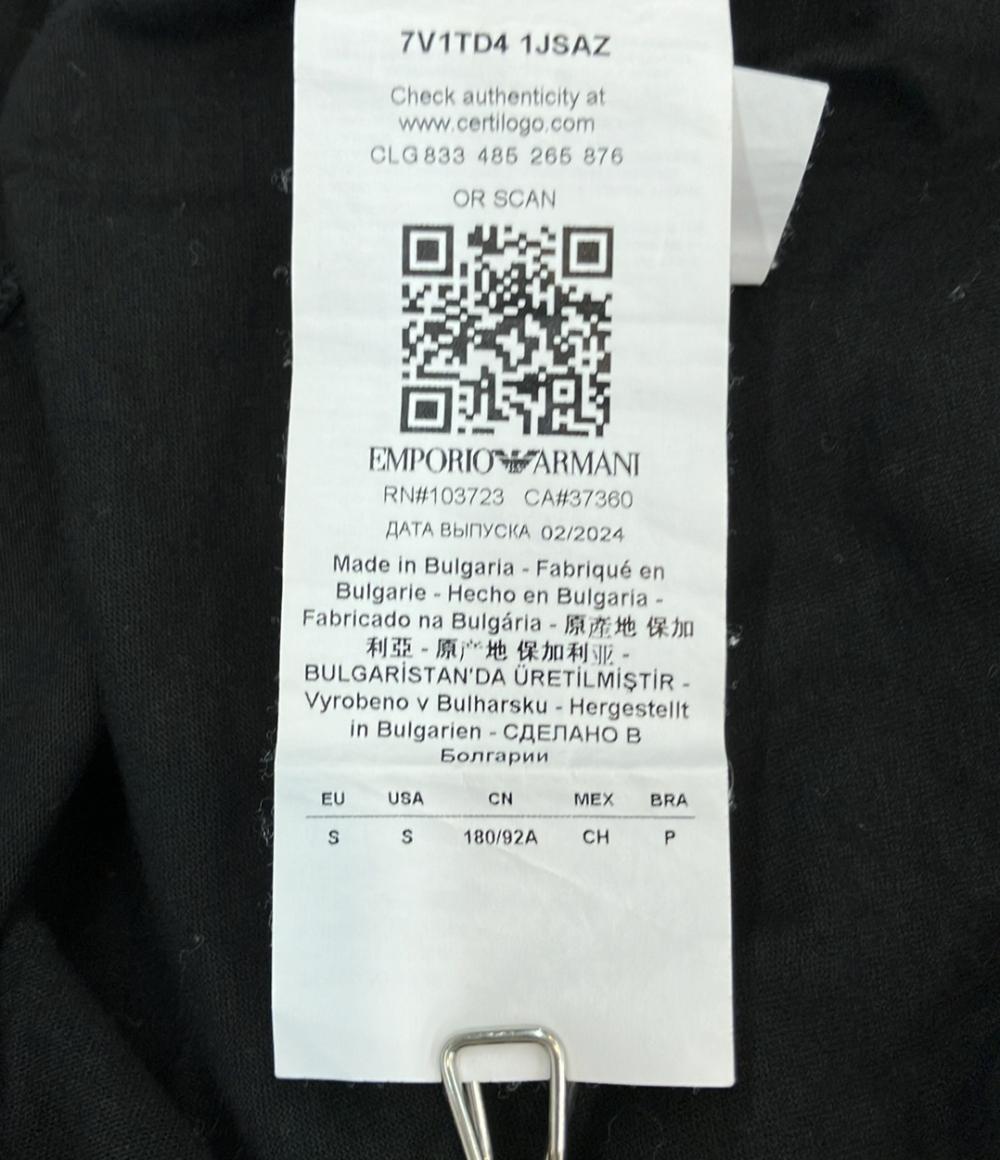 7V1TD4 1JSAZ
Check authenticity at
www.certilogo.com
CLG 833 485 265 876
OR SCAN
EMPORIO ARMANI
RN#103723 CA#37360
ДАТА ВЫПУСКА 02/2024
Made in Bulgaria - Fabriqué en
Bulgarie - Hecho en Bulgaria -
Fabricado na Bulgária - 原產地 保加
利亞 - 原产地 保加利亚 -
BULGARİSTAN'DA ÜRETİLMİŞTİR -
Vyrobeno v Bulharsku - Hergestellt
in Bulgarien - СДЕЛАНО В
Болгарии
EU USA CN MEX BRA
S S 180/92A CH P